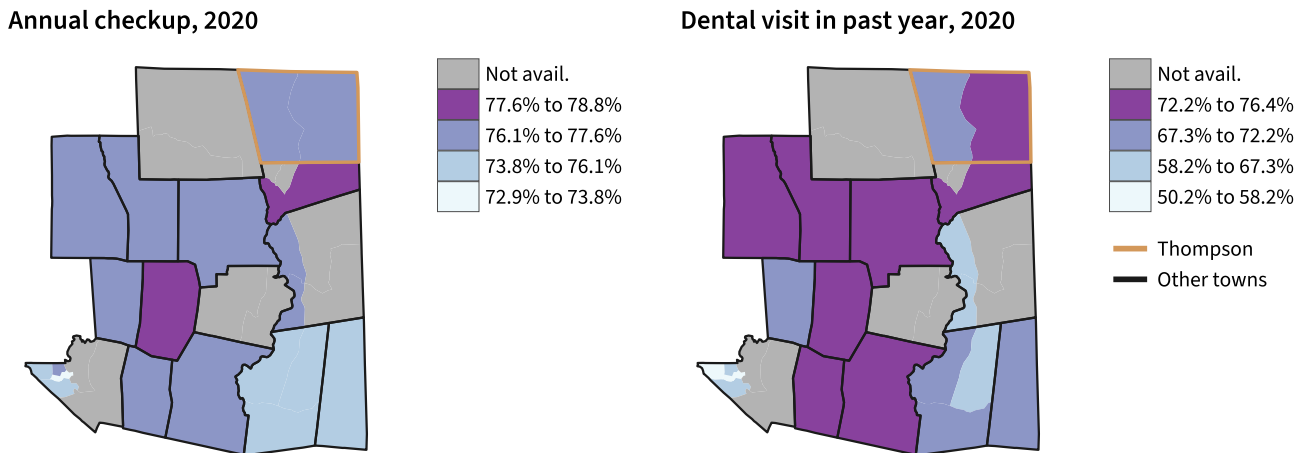 Annual checkup, 2020
Not avail.
77.6% to 78.8%
76.1% to 77.6%
73.8% to 76.1%
72.9% to 73.8%
Dental visit in past year, 2020
Not avail.
72.2% to 76.4%
67.3% to 72.2%
58.2% to 67.3%
50.2% to 58.2%
Thompson
Other towns